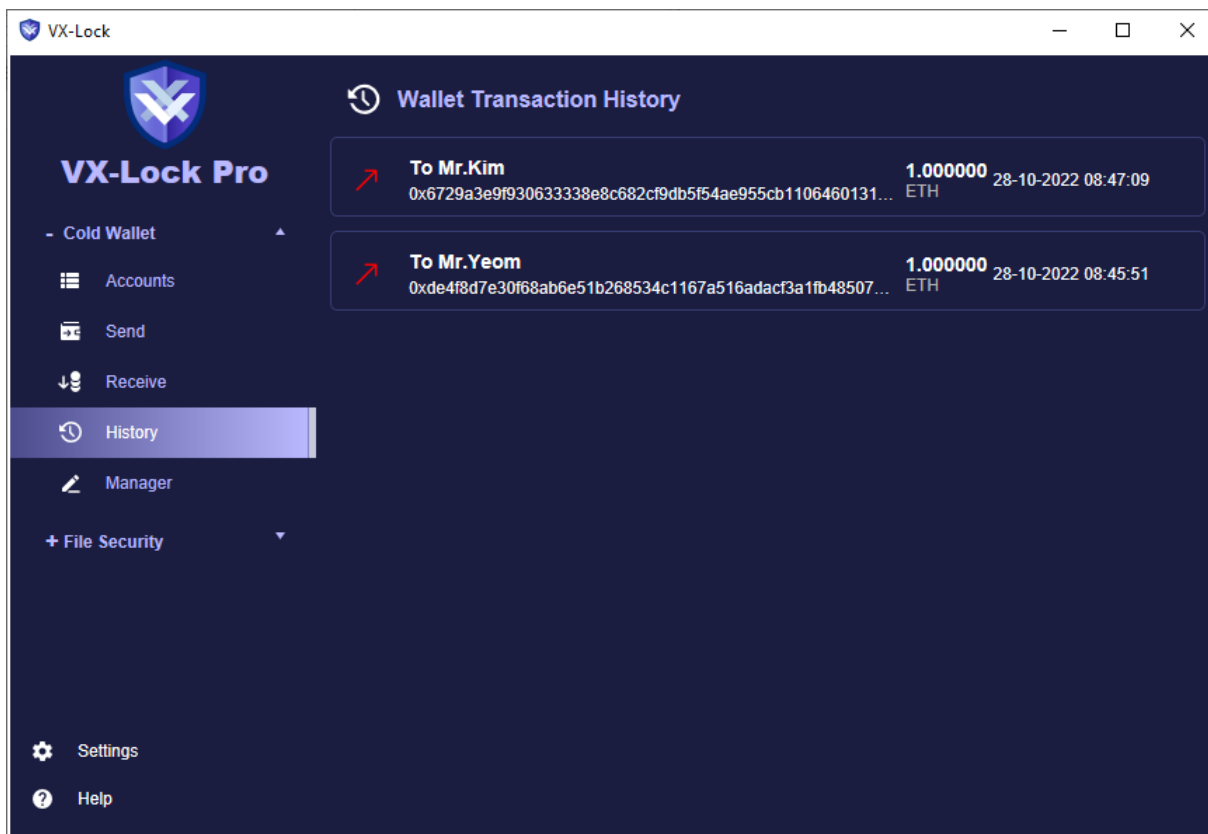 VX-Lock
VX-Lock Pro
- Cold Wallet
Accounts
Send
Receive
History
Manager
+ File Security
Settings
Help
Wallet Transaction History
To Mr.Kim
0x6729a3e9f930633338e8c682cf9db5f54ae955cb1106460131...
1.000000
ETH
28-10-2022 08:47:09
To Mr.Yeom
0xde4f8d7e30f68ab6e51b268534c1167a516adacf3a1fb48507...
1.000000
ETH
28-10-2022 08:45:51